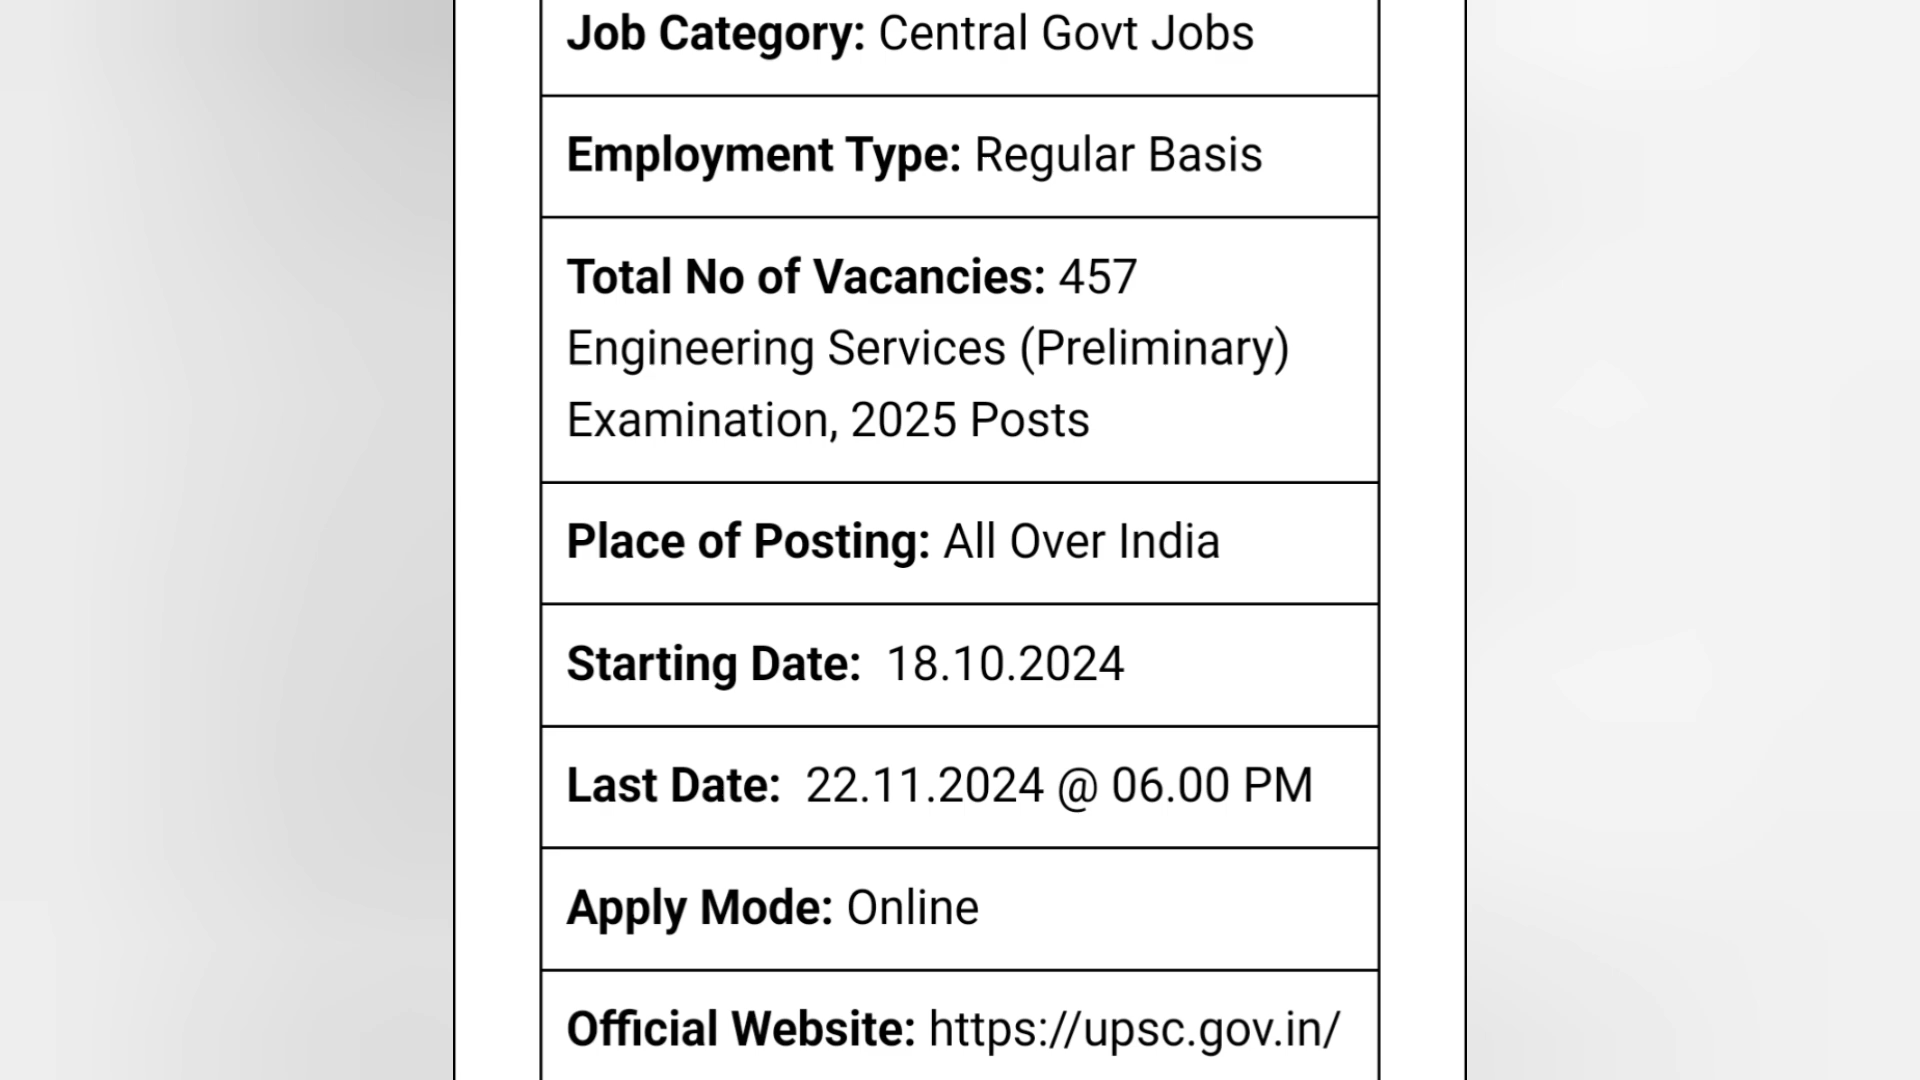 Job Category: Central Govt Jobs
Employment Type: Regular Basis
Total No of Vacancies: 457
Engineering Services (Preliminary)
Examination, 2025 Posts
Place of Posting: All Over India
Starting Date: 18.10.2024
Last Date: 22.11.2024 @ 06.00 PM
Apply Mode: Online
Official Website: https://upsc.gov.in/